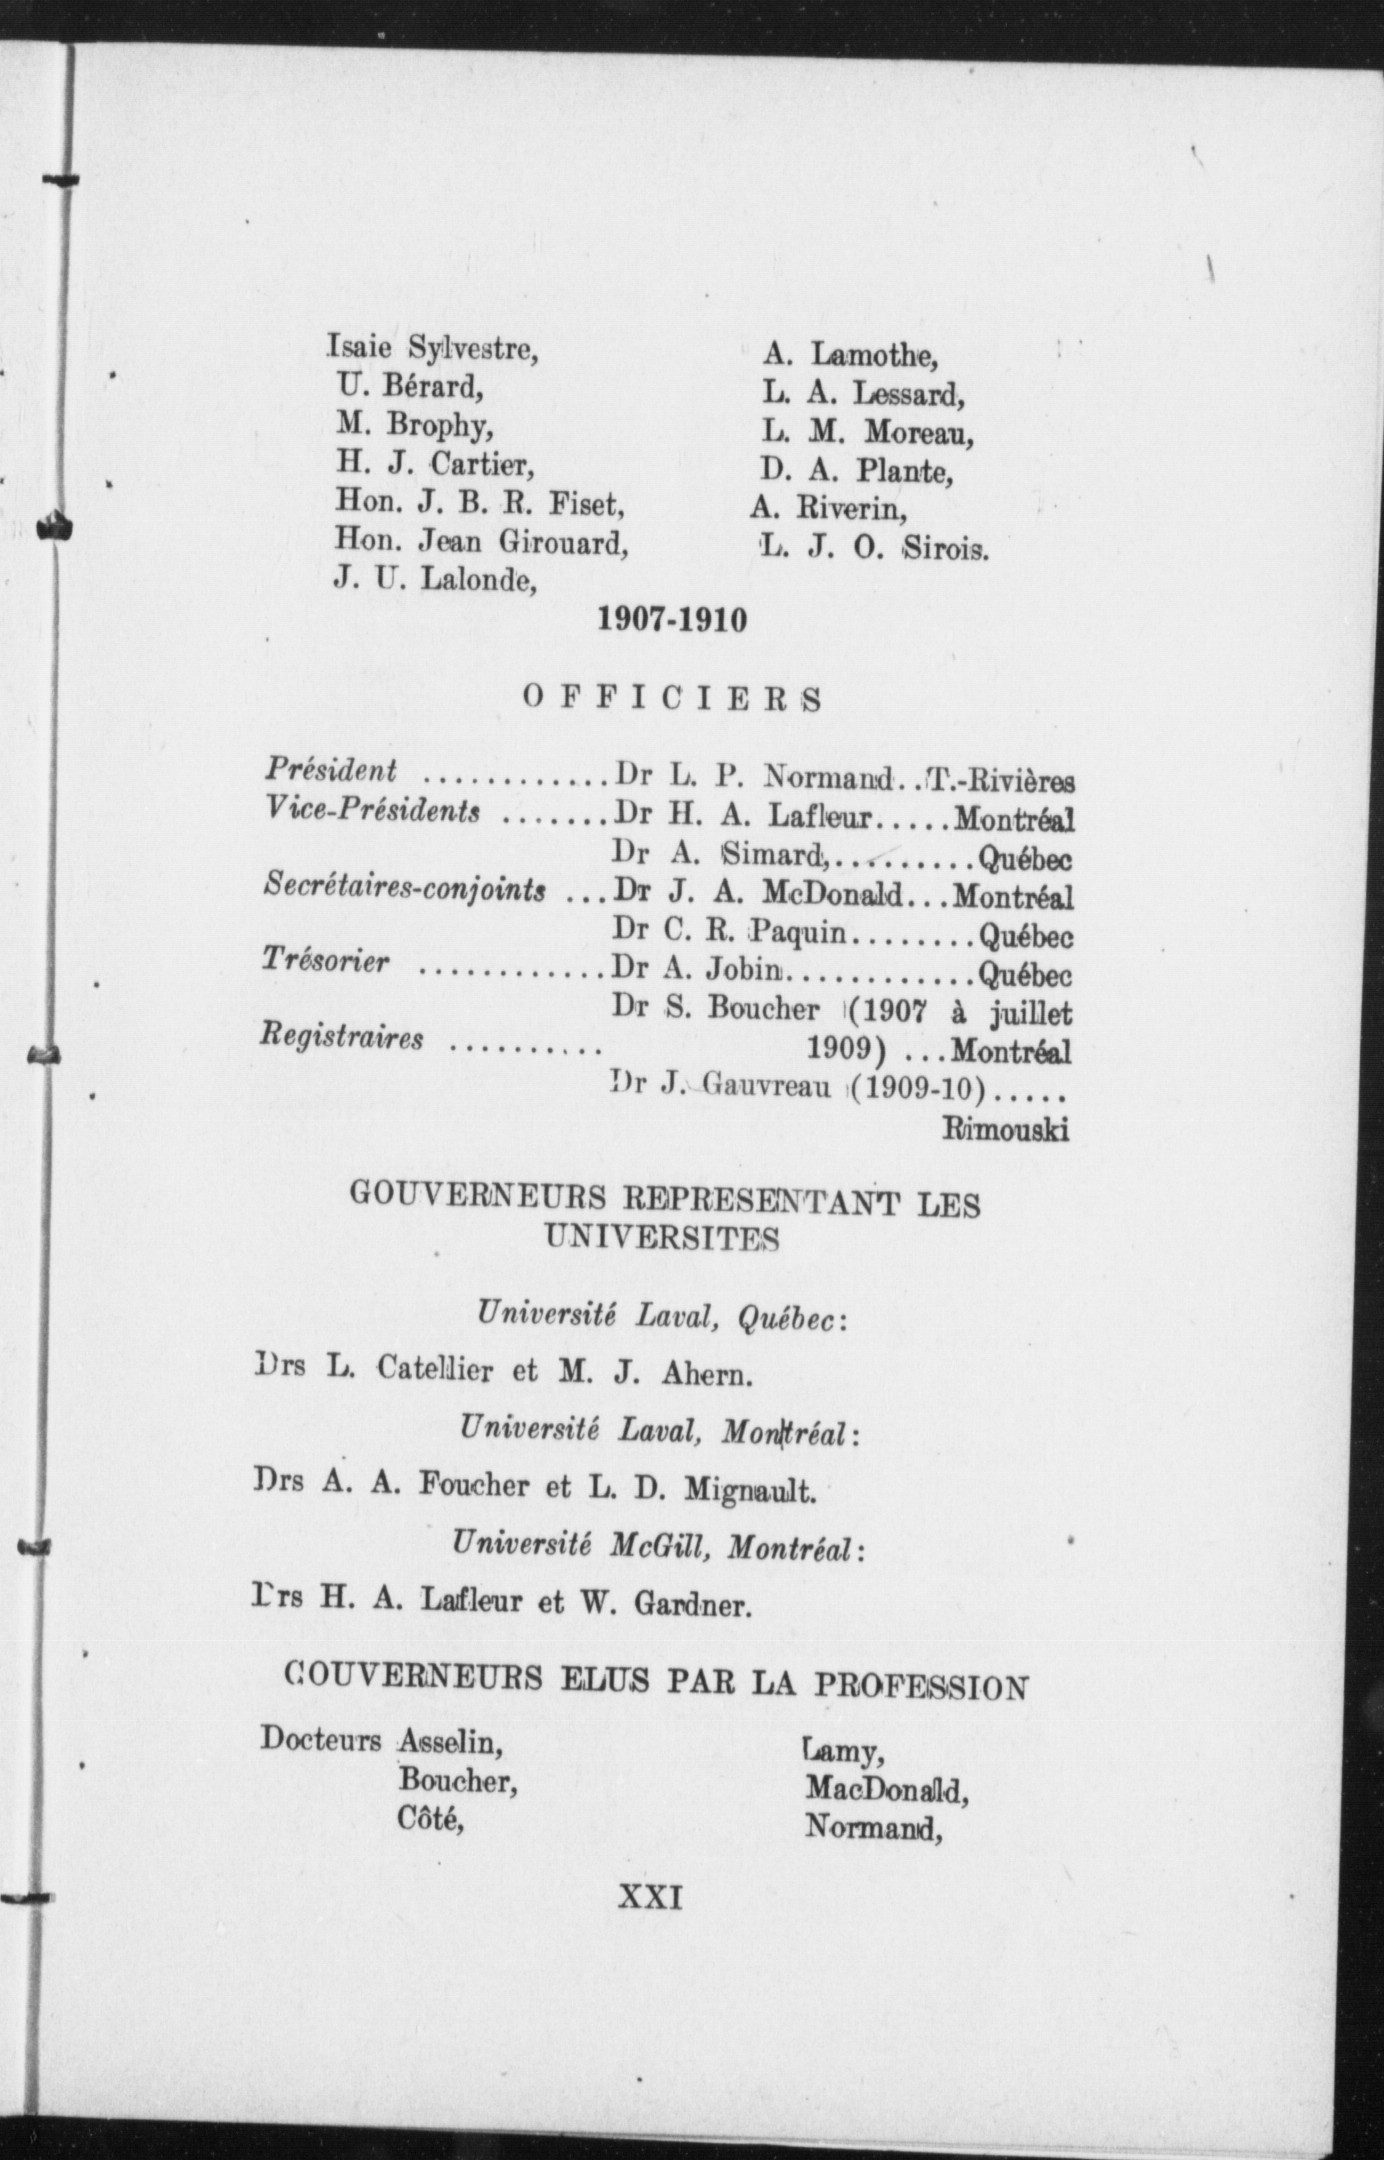 Isaie Sylvestre,
U. Bérard,
M. Brophy,
H. J. Cartier,
Hon. J. B. R. Fiset,
Hon. Jean Girouard,
J. U. Lalonde,
A. Lamothe,
L. A. Lessard,
L. M. Moreau,
D. A. Plante,
A. Riverin,
L. J. O. Sirois.
1907-1910
OFFICIERS
Président ............Dr L. P. Normand..T.-Rivières
Vice-Présidents .......Dr H. A. Lafleur.....Montréal
Dr A. Simard,.........Québec
Secrétaires-conjoints ...Dr J. A. McDonald...Montréal
Dr C. R. Paquin........Québec
Trésorier ............Dr A. Jobin.............Québec
Dr S. Boucher (1907 à juillet
Registraires .......... 1909) ...Montréal
Dr J. Gauvreau (1909-10).....
Rimouski
GOUVERNEURS REPRESENTANT LES
UNIVERSITES
Université Laval, Québec:
Drs L. Catellier et M. J. Ahern.
Université Laval, Montréal:
Drs A. A. Foucher et L. D. Mignault.
Université McGill, Montréal:
Drs H. A. Lafleur et W. Gardner.
GOUVERNEURS ELUS PAR LA PROFESSION
Docteurs Asselin,
Boucher,
Côté,
Lamy,
MacDonald,
Normand,
XXI